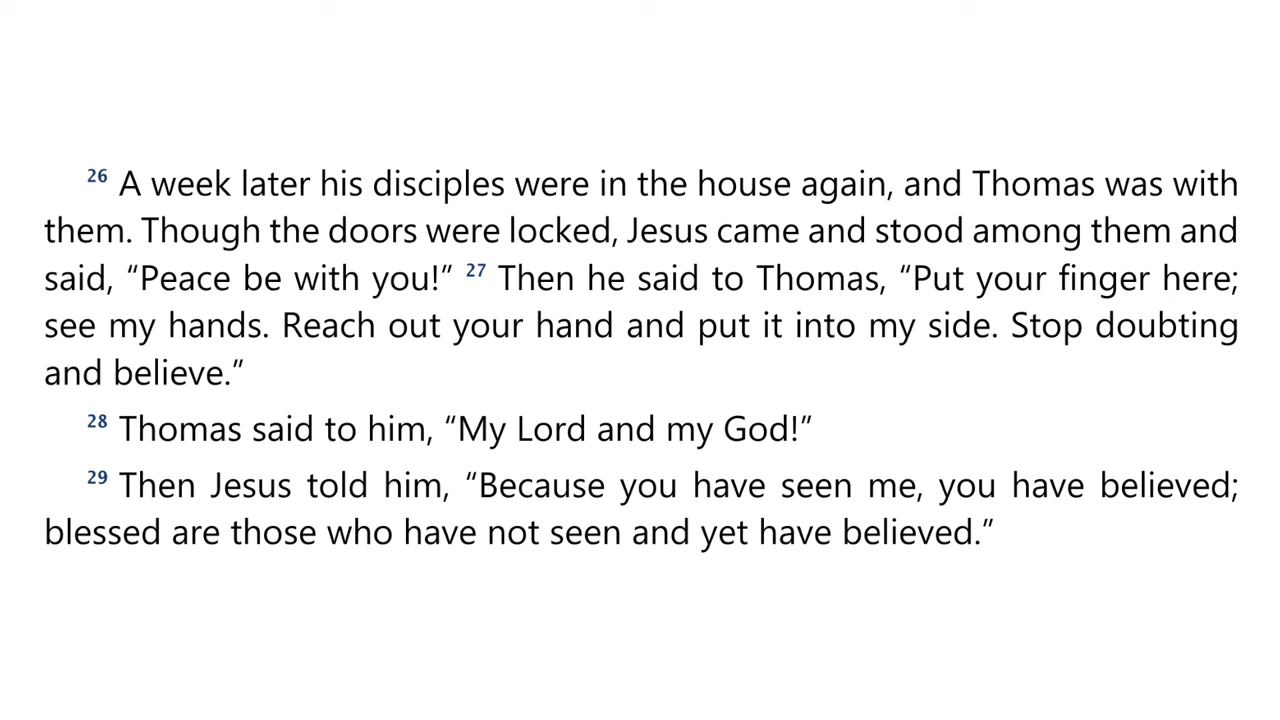 26 A week later his disciples were in the house again, and Thomas was with
them. Though the doors were locked, Jesus came and stood among them and
said, “Peace be with you!” 27 Then he said to Thomas, “Put your finger here;
see my hands. Reach out your hand and put it into my side. Stop doubting
and believe.”
28 Thomas said to him, “My Lord and my God!”
29 Then Jesus told him, “Because you have seen me, you have believed;
blessed are those who have not seen and yet have believed.”